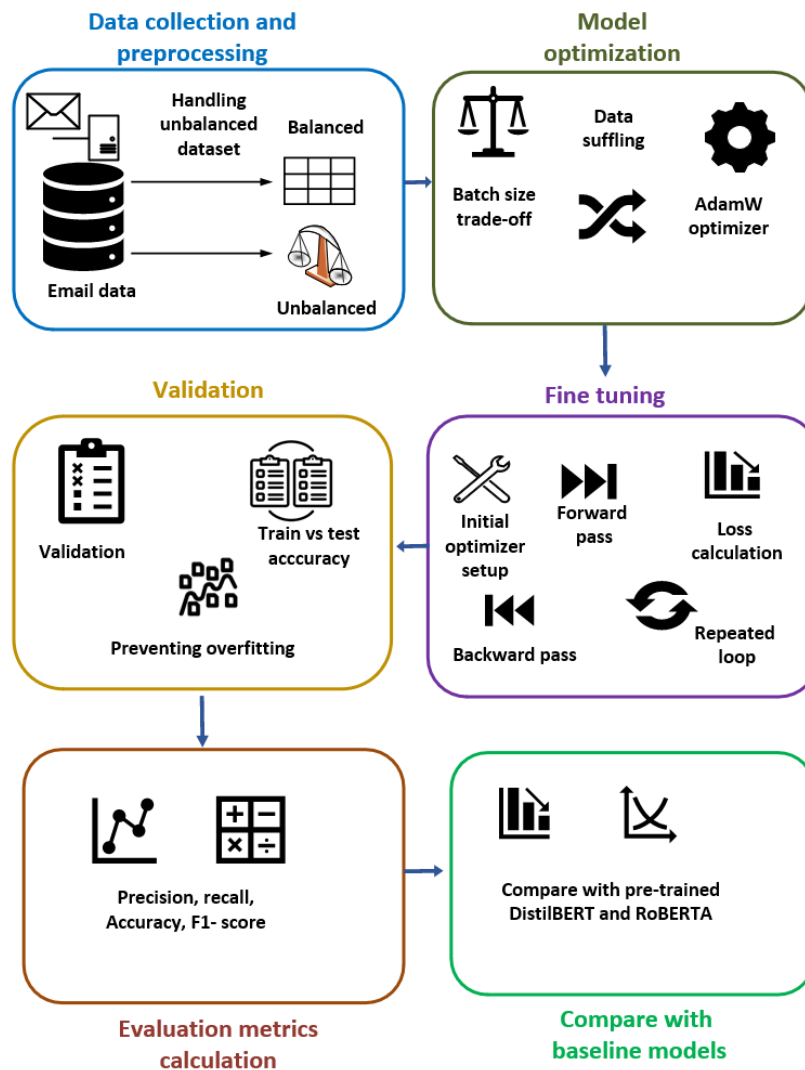 Data collection and
preprocessing
Handling
unbalanced
dataset
Balanced
Email data
Unbalanced
Model
optimization
Batch size
trade-off
Data
suffling
AdamW
optimizer
Fine tuning
Initial
optimizer
setup
Forward
pass
Loss
calculation
Backward pass
Repeated
loop
Validation
Validation
Train vs test
acccuracy
Preventing overfitting
Precision, recall,
Accuracy, F1- score
Evaluation metrics
calculation
Compare with pre-trained
DistilBERT and RoBERTA
Compare with
baseline models